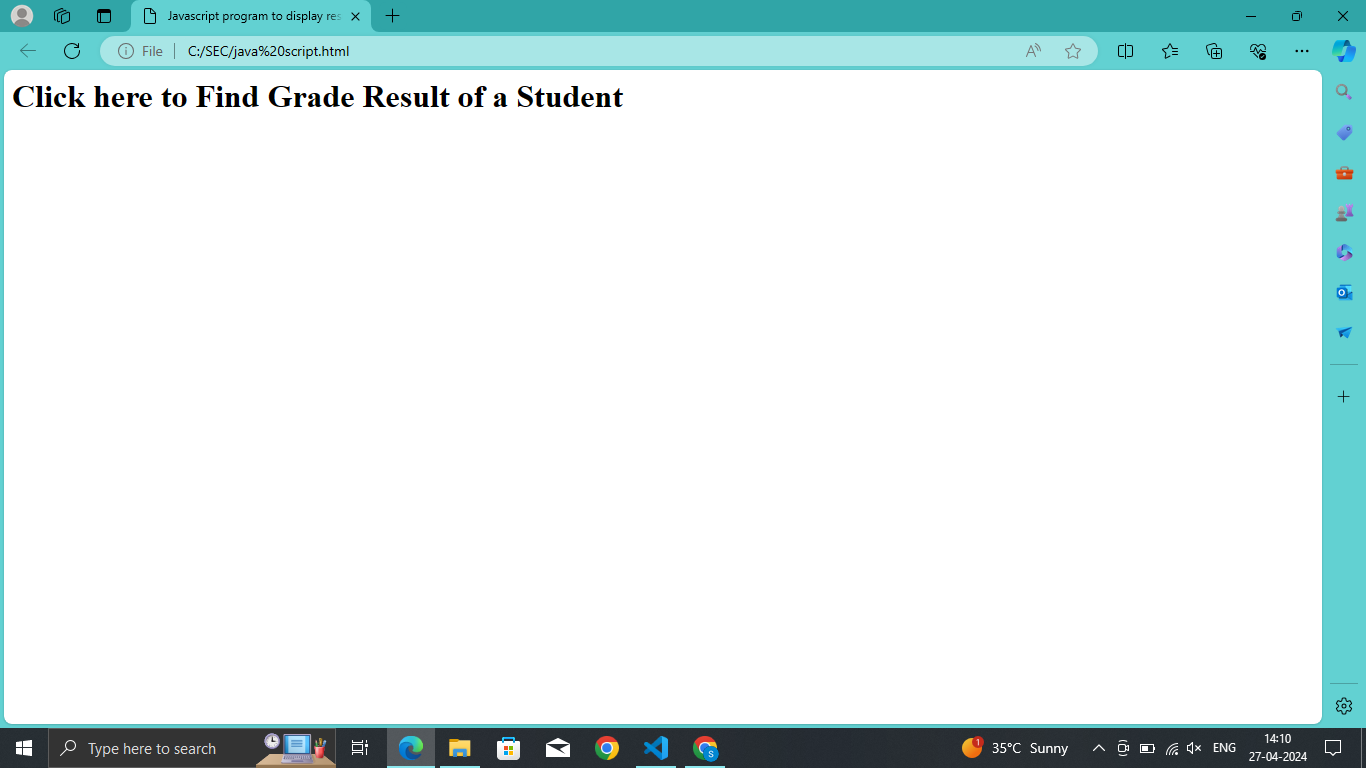 Javascript program to display res
File
C:/SEC/java%20script.html
Click here to Find Grade Result of a Student
Type here to search
1
35°C Sunny
ENG
14:10
27-04-2024
S